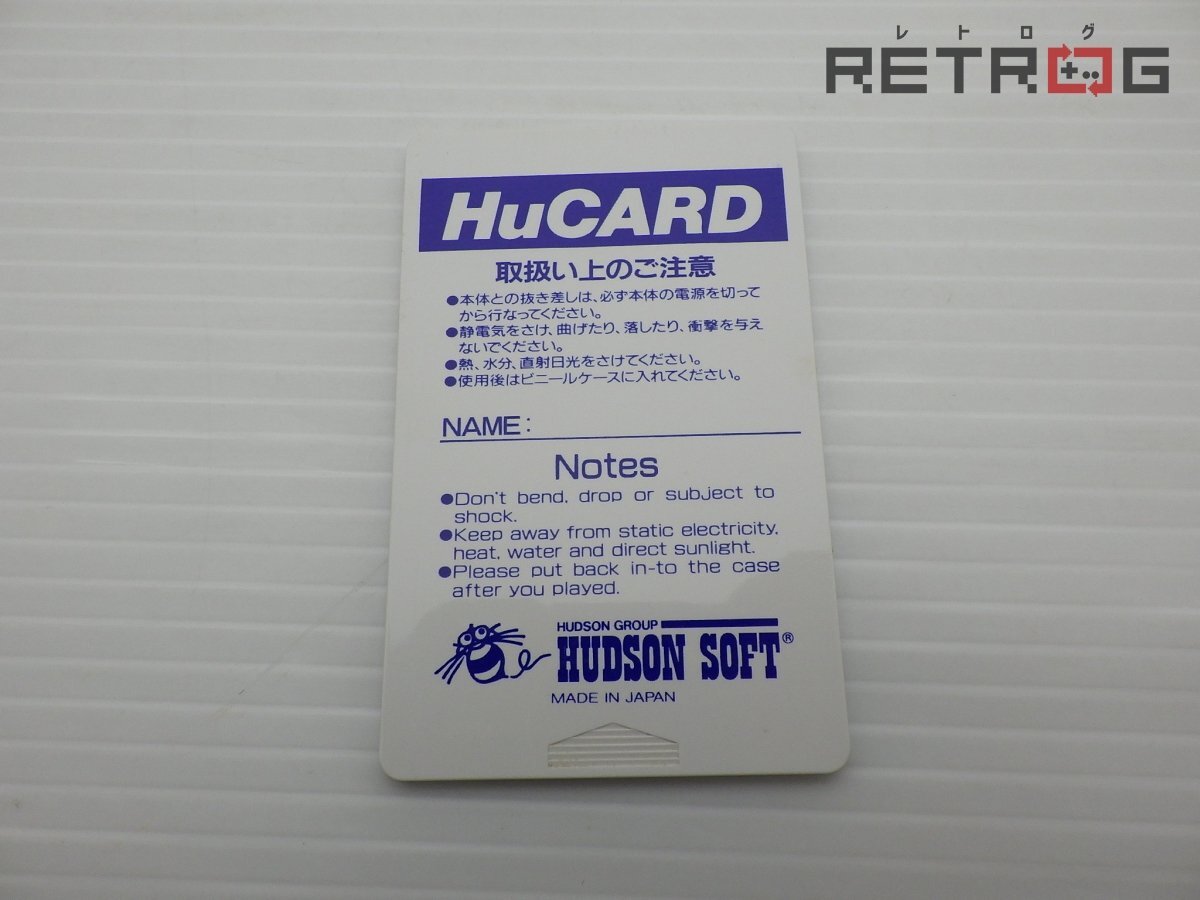 レトログ
RETROG
HuCARD
取扱い上のご注意
●本体との抜き差しは、必ず本体の電源を切って
から行なってください。
●静電気をさけ、曲げたり、落したり、衝撃を与え
ないでください。
●熱、水分、直射日光をさけてください。
●使用後はビニールケースに入れてください。
NAME:
Notes
●Don't bend, drop or subject to
shock.
●Keep away from static electricity,
heat, water and direct sunlight.
●Please put back in-to the case
after you played.
HUDSON GROUP
HUDSON SOFT®
MADE IN JAPAN